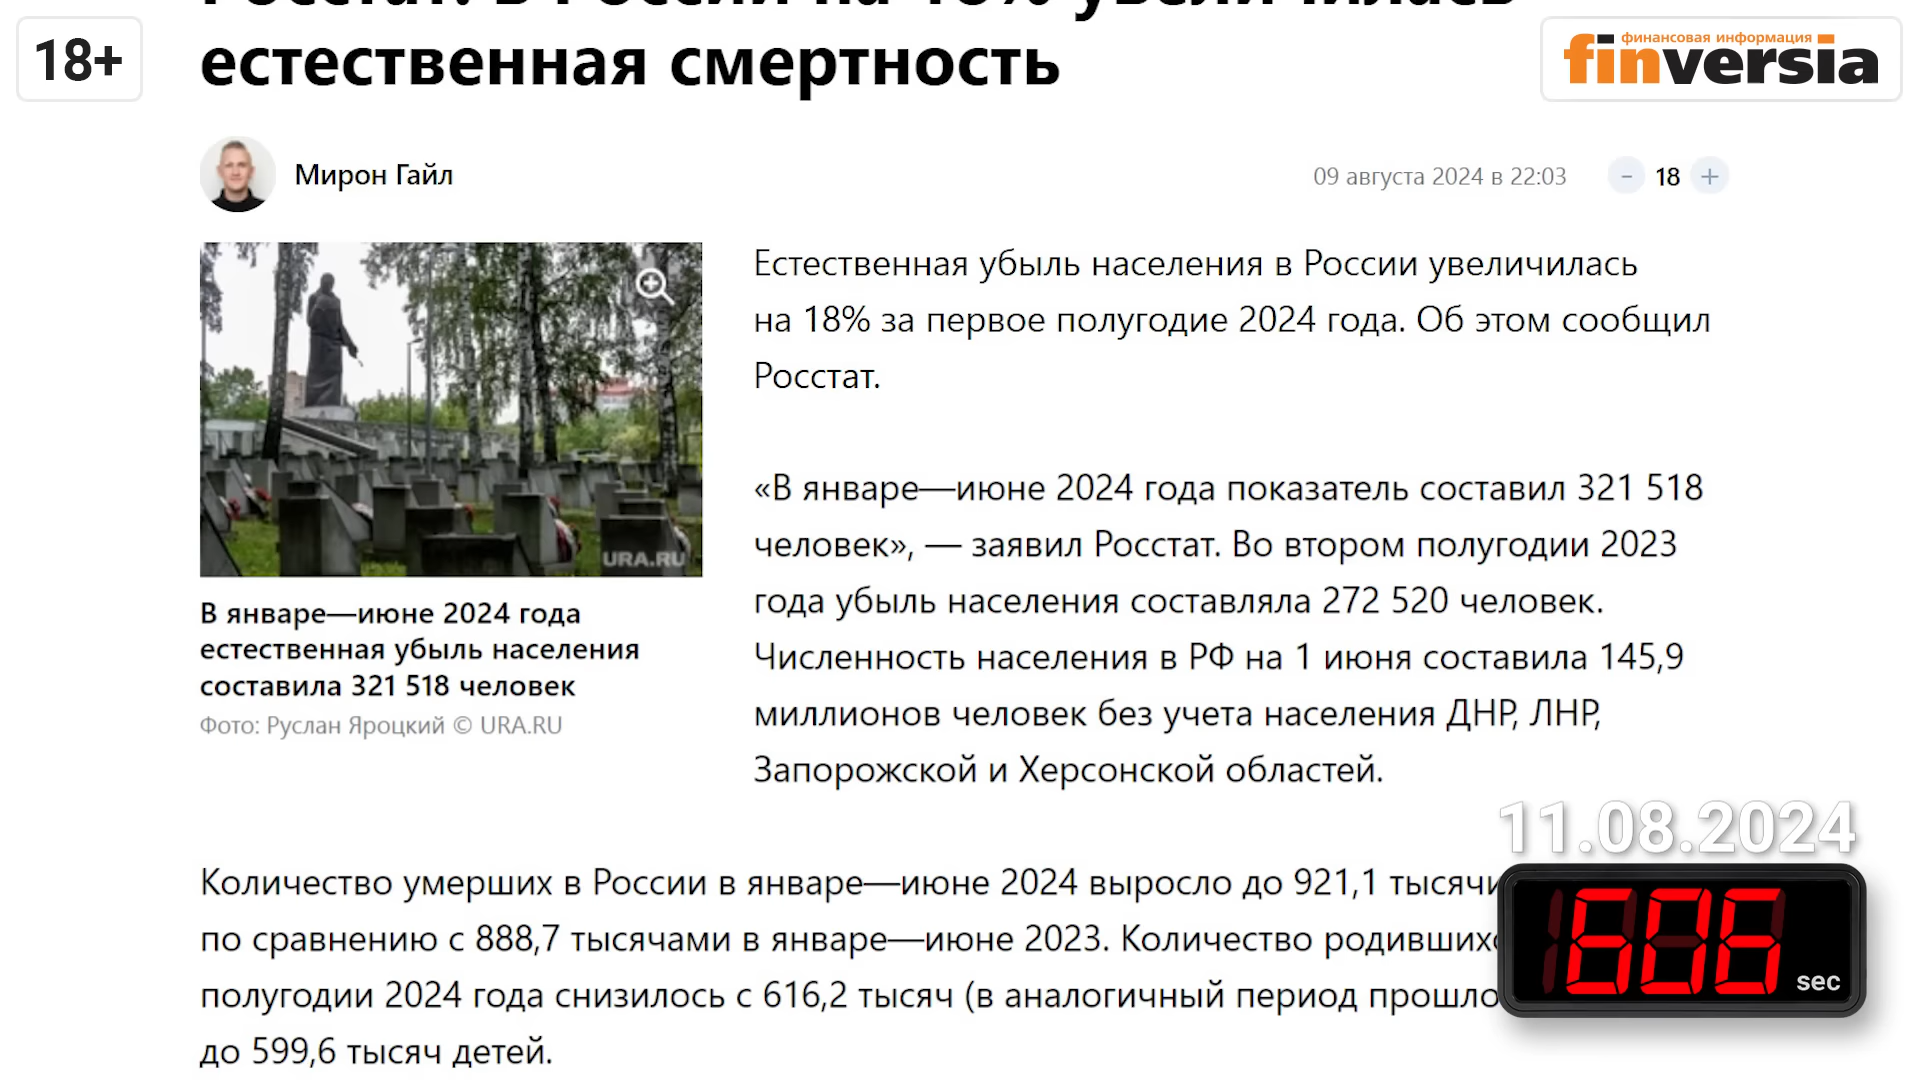 Росстат: в России на 18% увеличилась
естественная смертность
18+
финансовая информация
finversia
Мирон Гайл
09 августа 2024 в 22:03
- 18 +
URA.RU
В январе—июне 2024 года
естественная убыль населения
составила 321 518 человек
Фото: Руслан Яроцкий © URA.RU
Естественная убыль населения в России увеличилась
на 18% за первое полугодие 2024 года. Об этом сообщил
Росстат.
«В январе—июне 2024 года показатель составил 321 518
человек», — заявил Росстат. Во втором полугодии 2023
года убыль населения составляла 272 520 человек.
Численность населения в РФ на 1 июня составила 145,9
миллионов человек без учета населения ДНР, ЛНР,
Запорожской и Херсонской областей.
Количество умерших в России в январе—июне 2024 выросло до 921,1 тысячи
по сравнению с 888,7 тысячами в январе—июне 2023. Количество
полугодии 2024 года снизилось с 616,2 тысяч (в аналогичный период
до 599,6 тысяч детей.
11.08.2024
606
sec